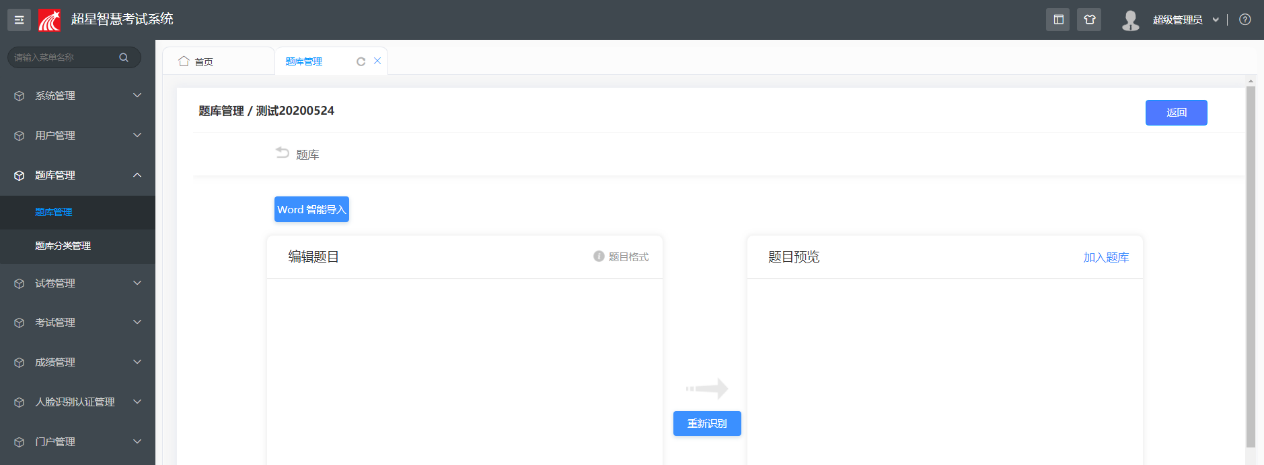 超星智慧考试系统
超级管理员
请输入菜单名称
首页
题库管理
系统管理
用户管理
题库管理
题库管理
题库分类管理
试卷管理
考试管理
成绩管理
人脸识别认证管理
门户管理
题库管理 / 测试20200524
返回
题库
Word 智能导入
编辑题目
题目格式
重新识别
题目预览
加入题库